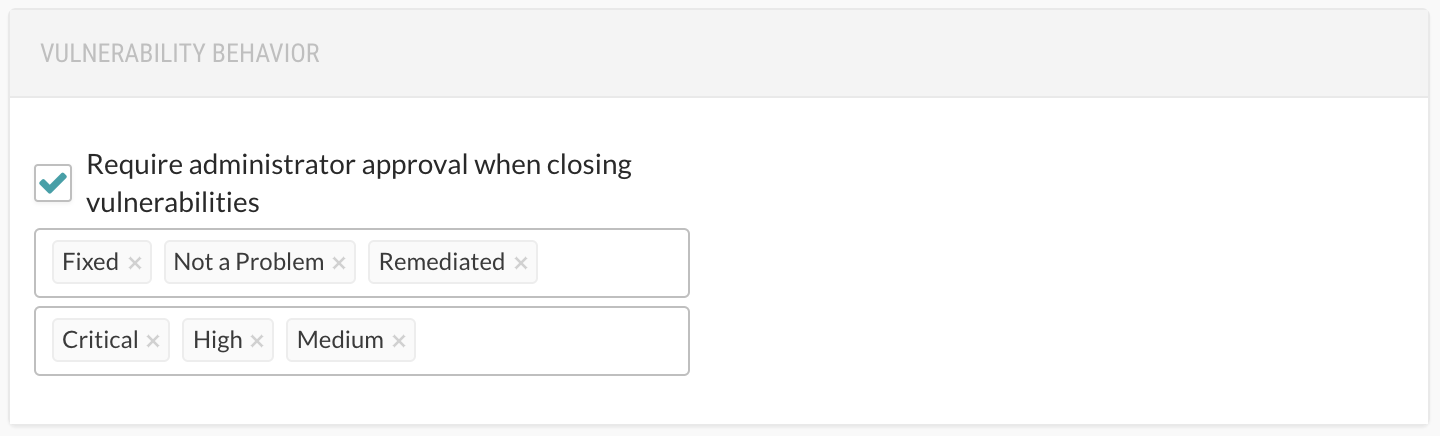 VULNERABILITY BEHAVIOR
Require administrator approval when closing
vulnerabilities
Fixed × Not a Problem × Remediated ×
Critical × High × Medium ×